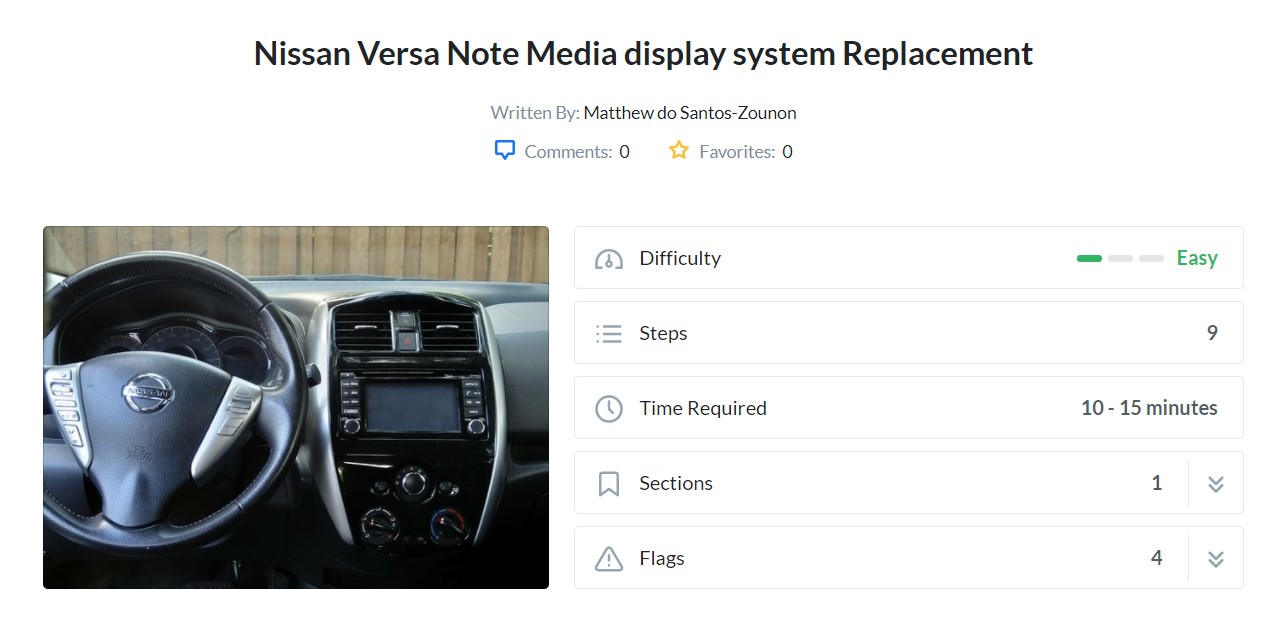 Nissan Versa Note Media display system Replacement
Written By: Matthew do Santos-Zounon
Comments: 0 Favorites: 0
NISSAN
Difficulty Easy
Steps 9
Time Required 10 - 15 minutes
Sections 1
Flags 4